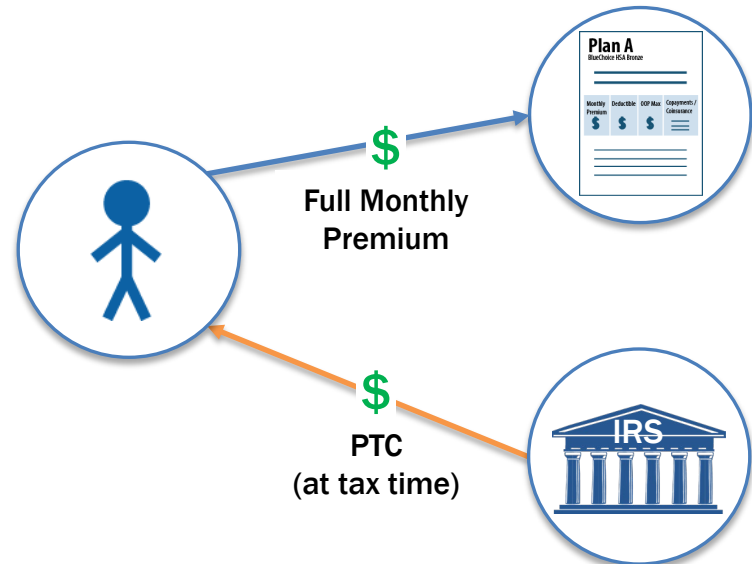 Plan A
BlueChoice HSA Bronze
Monthly Premium Deductible OOP Max Copayments / Coinsurance
$ $ $
$
Full Monthly
Premium
$
PTC
(at tax time)
IRS